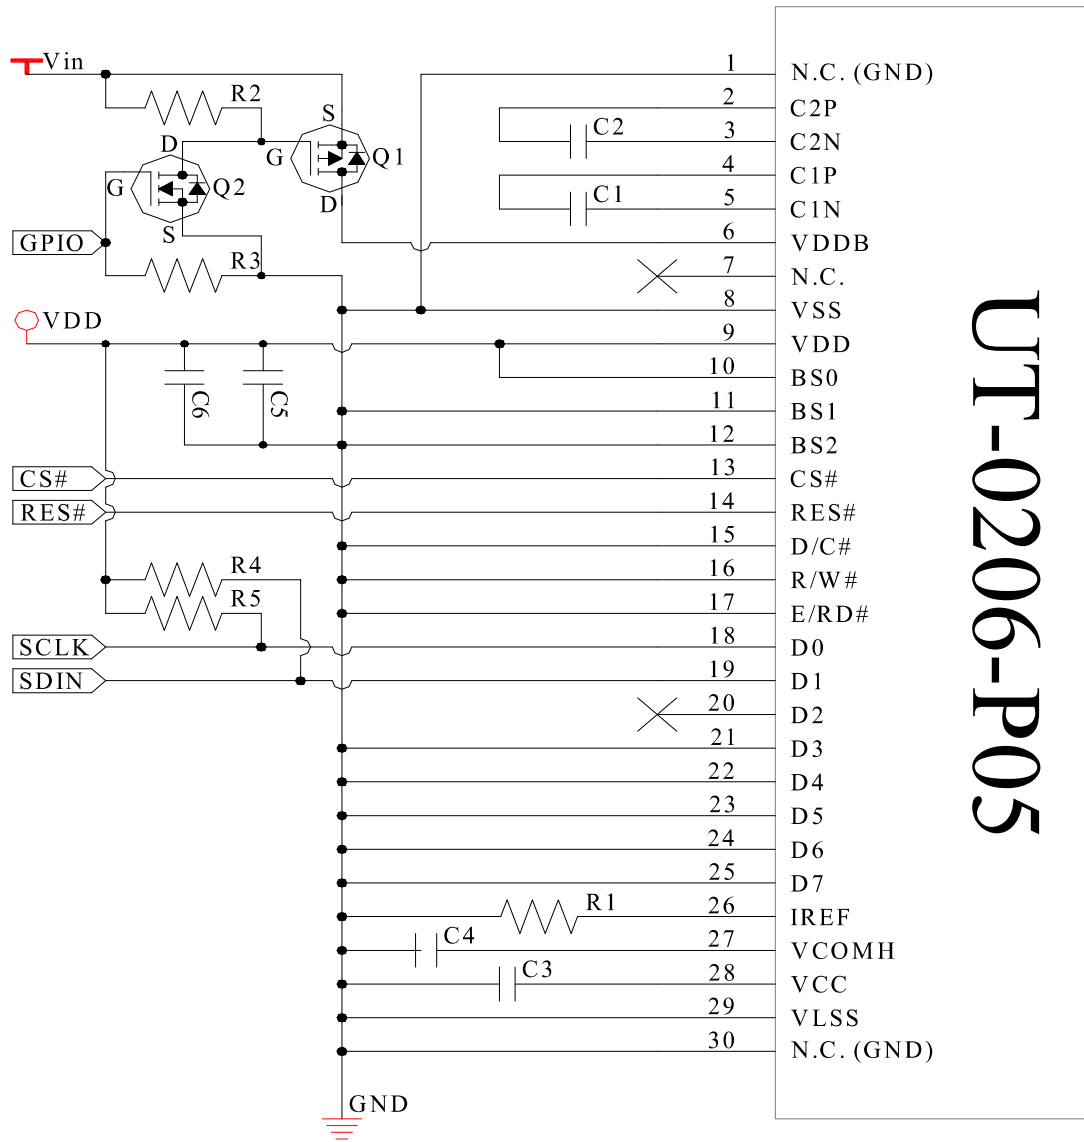 Vin
R2
S
D
G
Q1
G
Q2
D
S
GPIO
R3
VDD
C6
C5
CS#
RES#
R4
R5
SCLK
SDIN
C2
C1
R1
C4
C3
GND
1 N.C. (GND)
2 C2P
3 C2N
4 C1P
5 C1N
6 VDDB
7 N.C.
8 VSS
9 VDD
10 BS0
11 BS1
12 BS2
13 CS#
14 RES#
15 D/C#
16 R/W#
17 E/RD#
18 D0
19 D1
20 D2
21 D3
22 D4
23 D5
24 D6
25 D7
26 IREF
27 VCOMH
28 VCC
29 VLSS
30 N.C. (GND)
UT-0206-P05